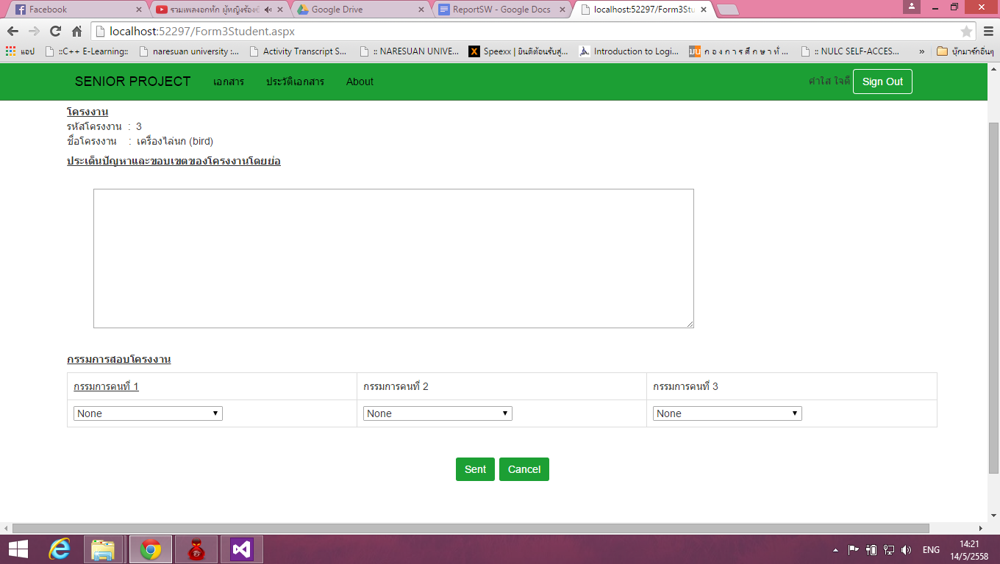 Facebook
รวมเพลงอกหัก ผู้หญิงร้องเ
Google Drive
ReportSW - Google Docs
localhost:52297/Form3Stu
localhost:52297/Form3Student.aspx
แอป
::C++ E-Learning::
naresuan university :...
Activity Transcript S...
:: NARESUAN UNIVE...
Speexx | ยินดีต้อนรับสู่...
Introduction to Logi...
ก อ ง ก า ร ศึ ก ษ า ทั่ ...
:: NULC SELF-ACCES...
»
บุ๊กมาร์กอื่นๆ
SENIOR PROJECT
เอกสาร
ประวัติเอกสาร
About
คำใส ใจดี
Sign Out
โครงงาน
รหัสโครงงาน : 3
ชื่อโครงงาน : เครื่องไล่นก (bird)
ประเด็นปัญหาและขอบเขตของโครงงานโดยย่อ
กรรมการสอบโครงงาน
กรรมการคนที่ 1
กรรมการคนที่ 2
กรรมการคนที่ 3
None
None
None
Sent
Cancel
ENG
14:21
14/5/2558